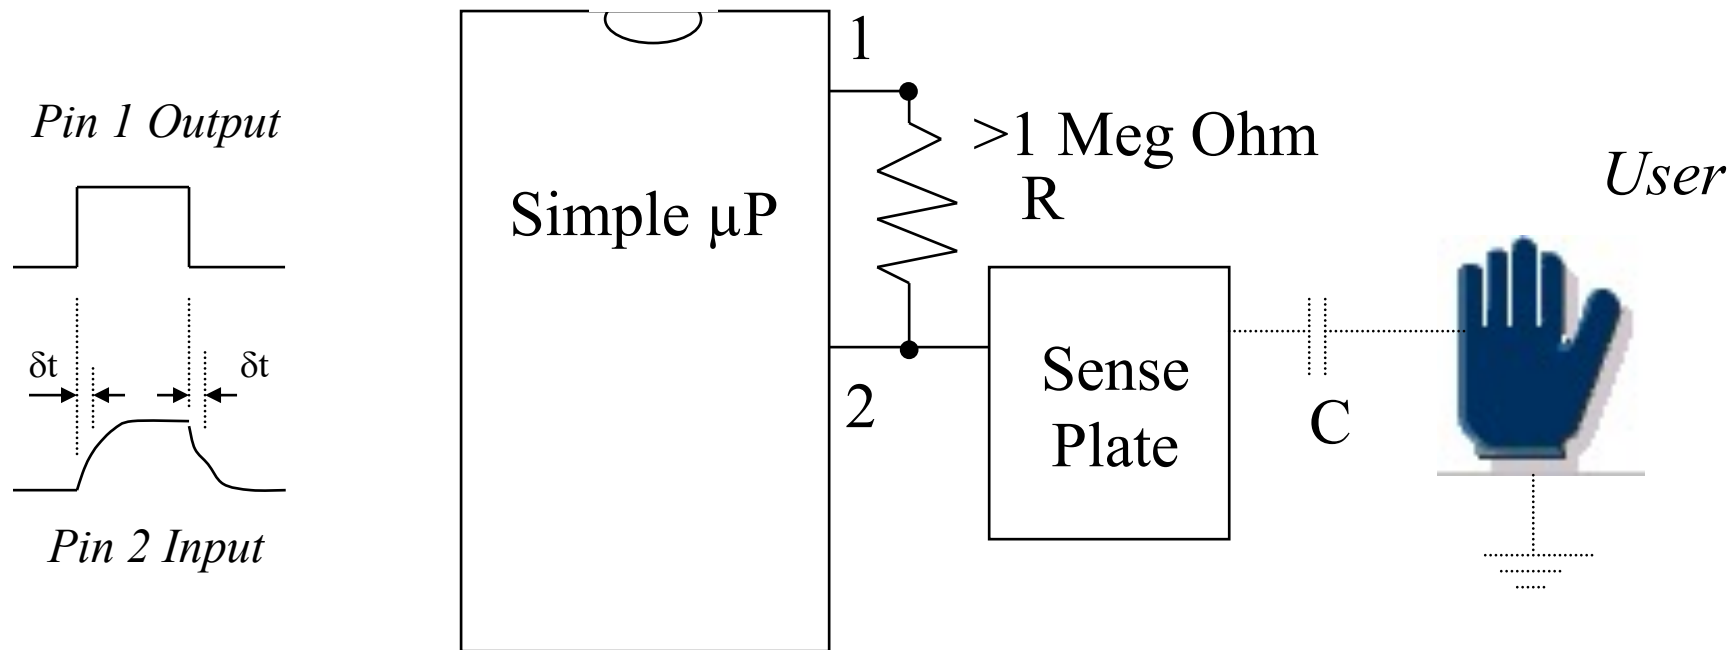 Pin 1 Output
δt
δt
Pin 2 Input
Simple µP
1
2
>1 Meg Ohm
R
Sense
Plate
C
User